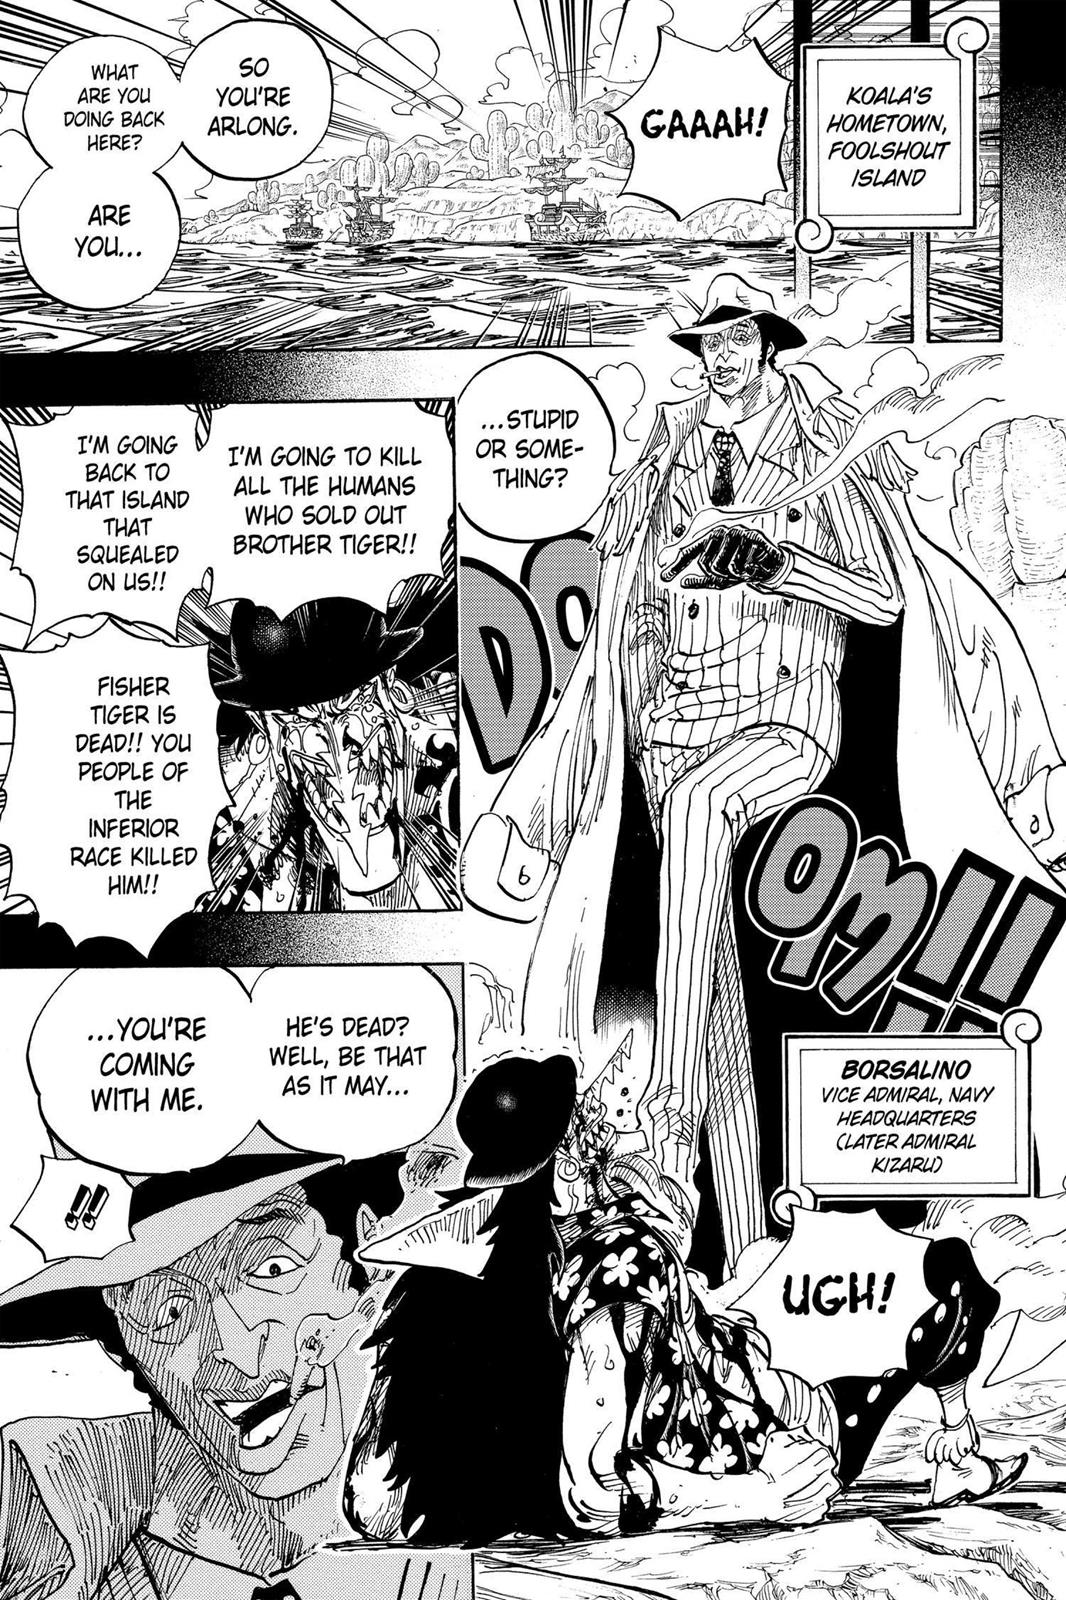 KOALA'S
HOMETOWN,
FOOLSHOUT
ISLAND
GAAAH!
SO
YOU'RE
ARLONG.
WHAT
ARE YOU
DOING BACK
HERE?
ARE
YOU...
...STUPID
OR SOME-
THING?
DOOM!!
BORSALINO
VICE ADMIRAL, NAVY
HEADQUARTERS
(LATER ADMIRAL
KIZARU)
UGH!
I'M GOING TO KILL
ALL THE HUMANS
WHO SOLD OUT
BROTHER TIGER!!
I'M GOING
BACK TO
THAT ISLAND
THAT
SQUEALED
ON US!!
FISHER
TIGER IS
DEAD!! YOU
PEOPLE OF
THE
INFERIOR
RACE KILLED
HIM!!
HE'S DEAD?
WELL, BE THAT
AS IT MAY...
...YOU'RE
COMING
WITH ME.
!!